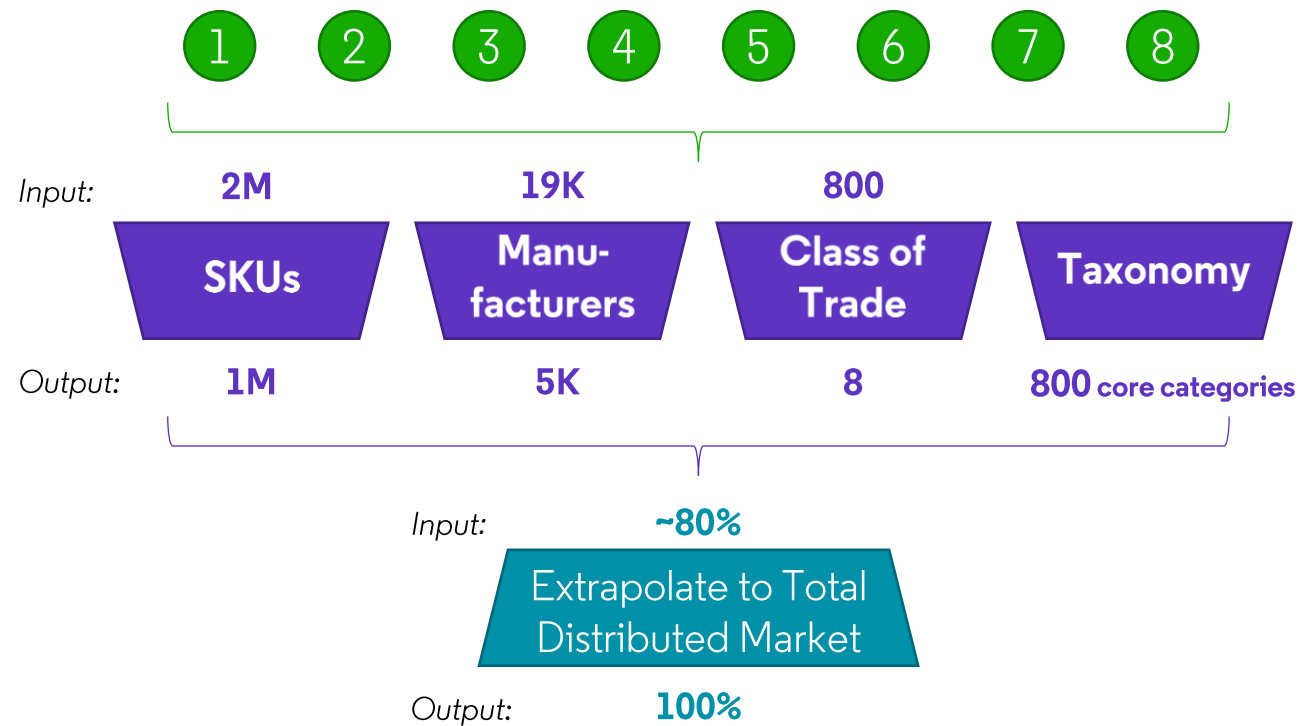 1 2 3 4 5 6 7 8
Input: 2M 19K 800
SKUs
Manu-
facturers
Class of
Trade
Taxonomy
Output: 1M 5K 8 800 core categories
Input: ~80%
Extrapolate to Total
Distributed Market
Output: 100%